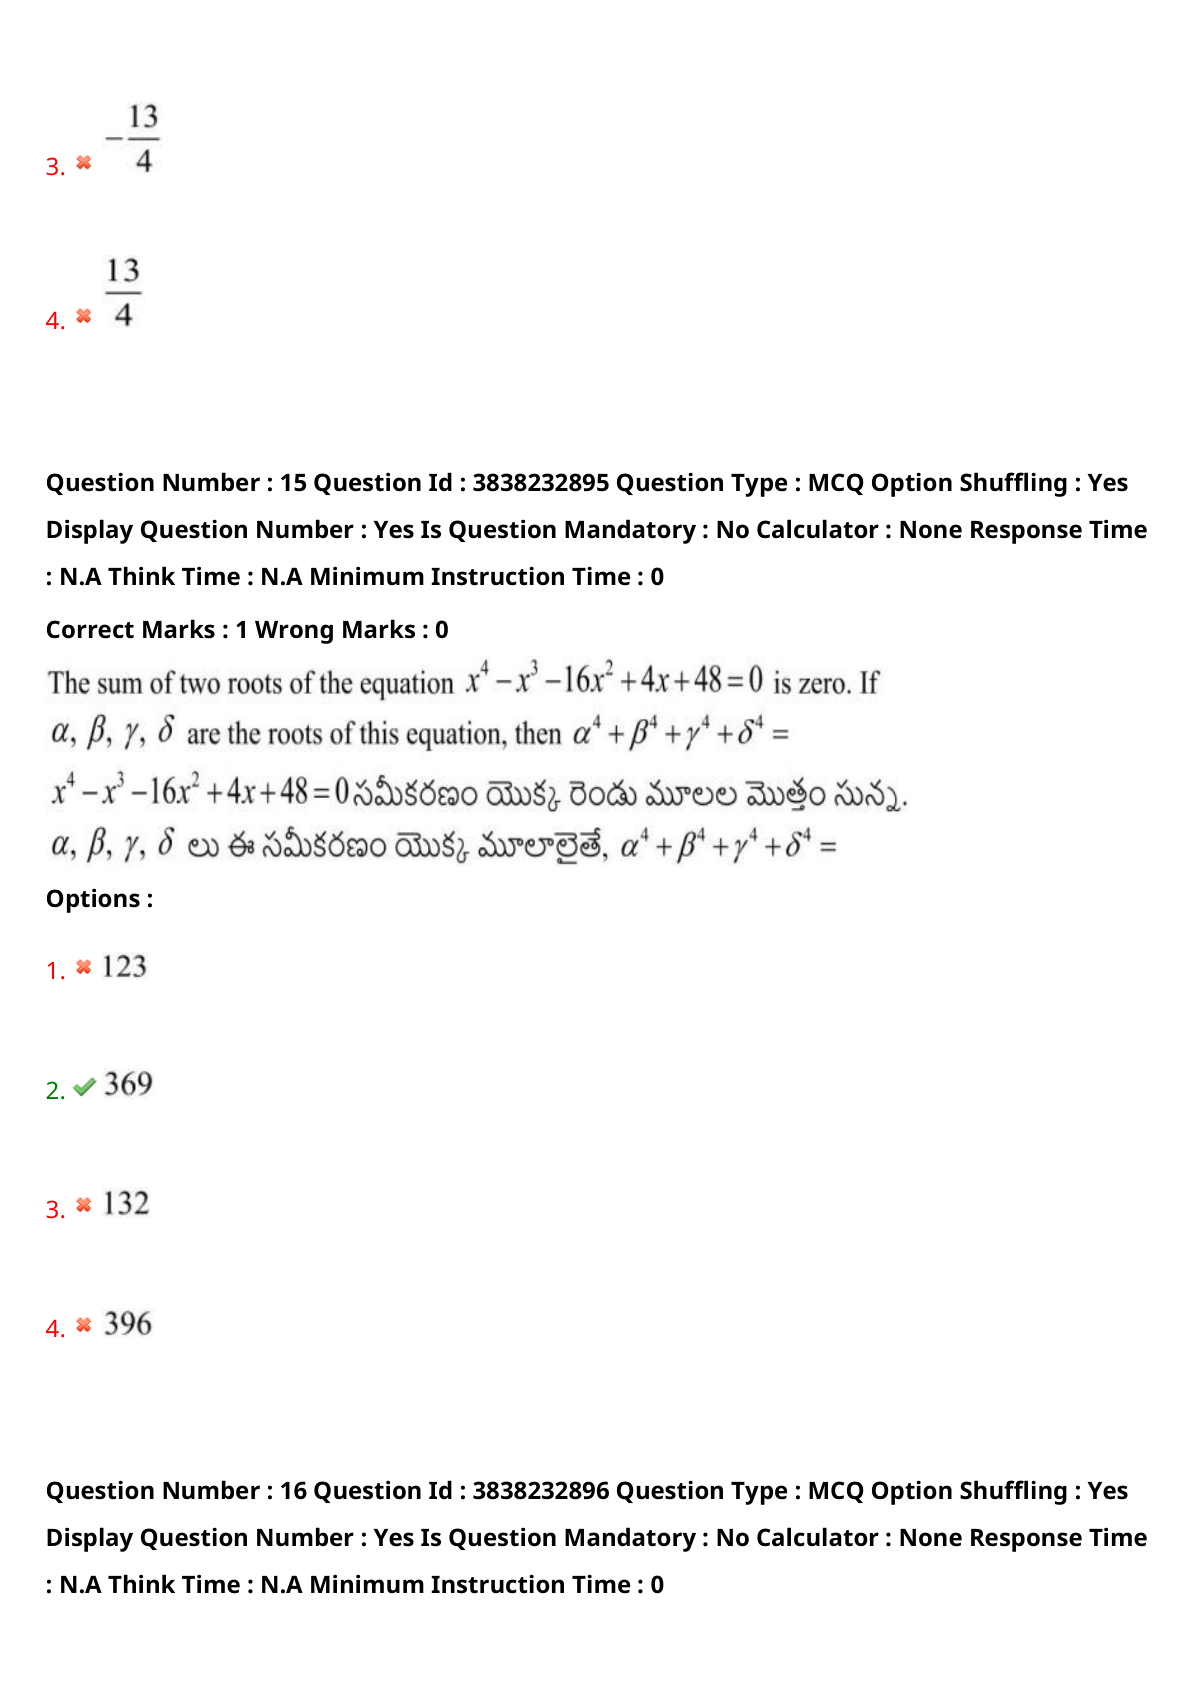 3. $-\frac{13}{4}$
4. $\frac{13}{4}$
Question Number : 15 Question Id : 3838232895 Question Type : MCQ Option Shuffling : Yes
Display Question Number : Yes Is Question Mandatory : No Calculator : None Response Time
: N.A Think Time : N.A Minimum Instruction Time : 0
Correct Marks : 1 Wrong Marks : 0
The sum of two roots of the equation $x^4 - x^3 - 16x^2 + 4x + 48 = 0$ is zero. If
$\alpha, \beta, \gamma, \delta$ are the roots of this equation, then $\alpha^4 + \beta^4 + \gamma^4 + \delta^4 =$
$x^4 - x^3 - 16x^2 + 4x + 48 = 0$ సమీకరణం యొక్క రెండు మూలల మొత్తం సున్న.
$\alpha, \beta, \gamma, \delta$ లు ఈ సమీకరణం యొక్క మూలాలైతే, $\alpha^4 + \beta^4 + \gamma^4 + \delta^4 =$
Options :
1. 123
2. 369
3. 132
4. 396
Question Number : 16 Question Id : 3838232896 Question Type : MCQ Option Shuffling : Yes
Display Question Number : Yes Is Question Mandatory : No Calculator : None Response Time
: N.A Think Time : N.A Minimum Instruction Time : 0